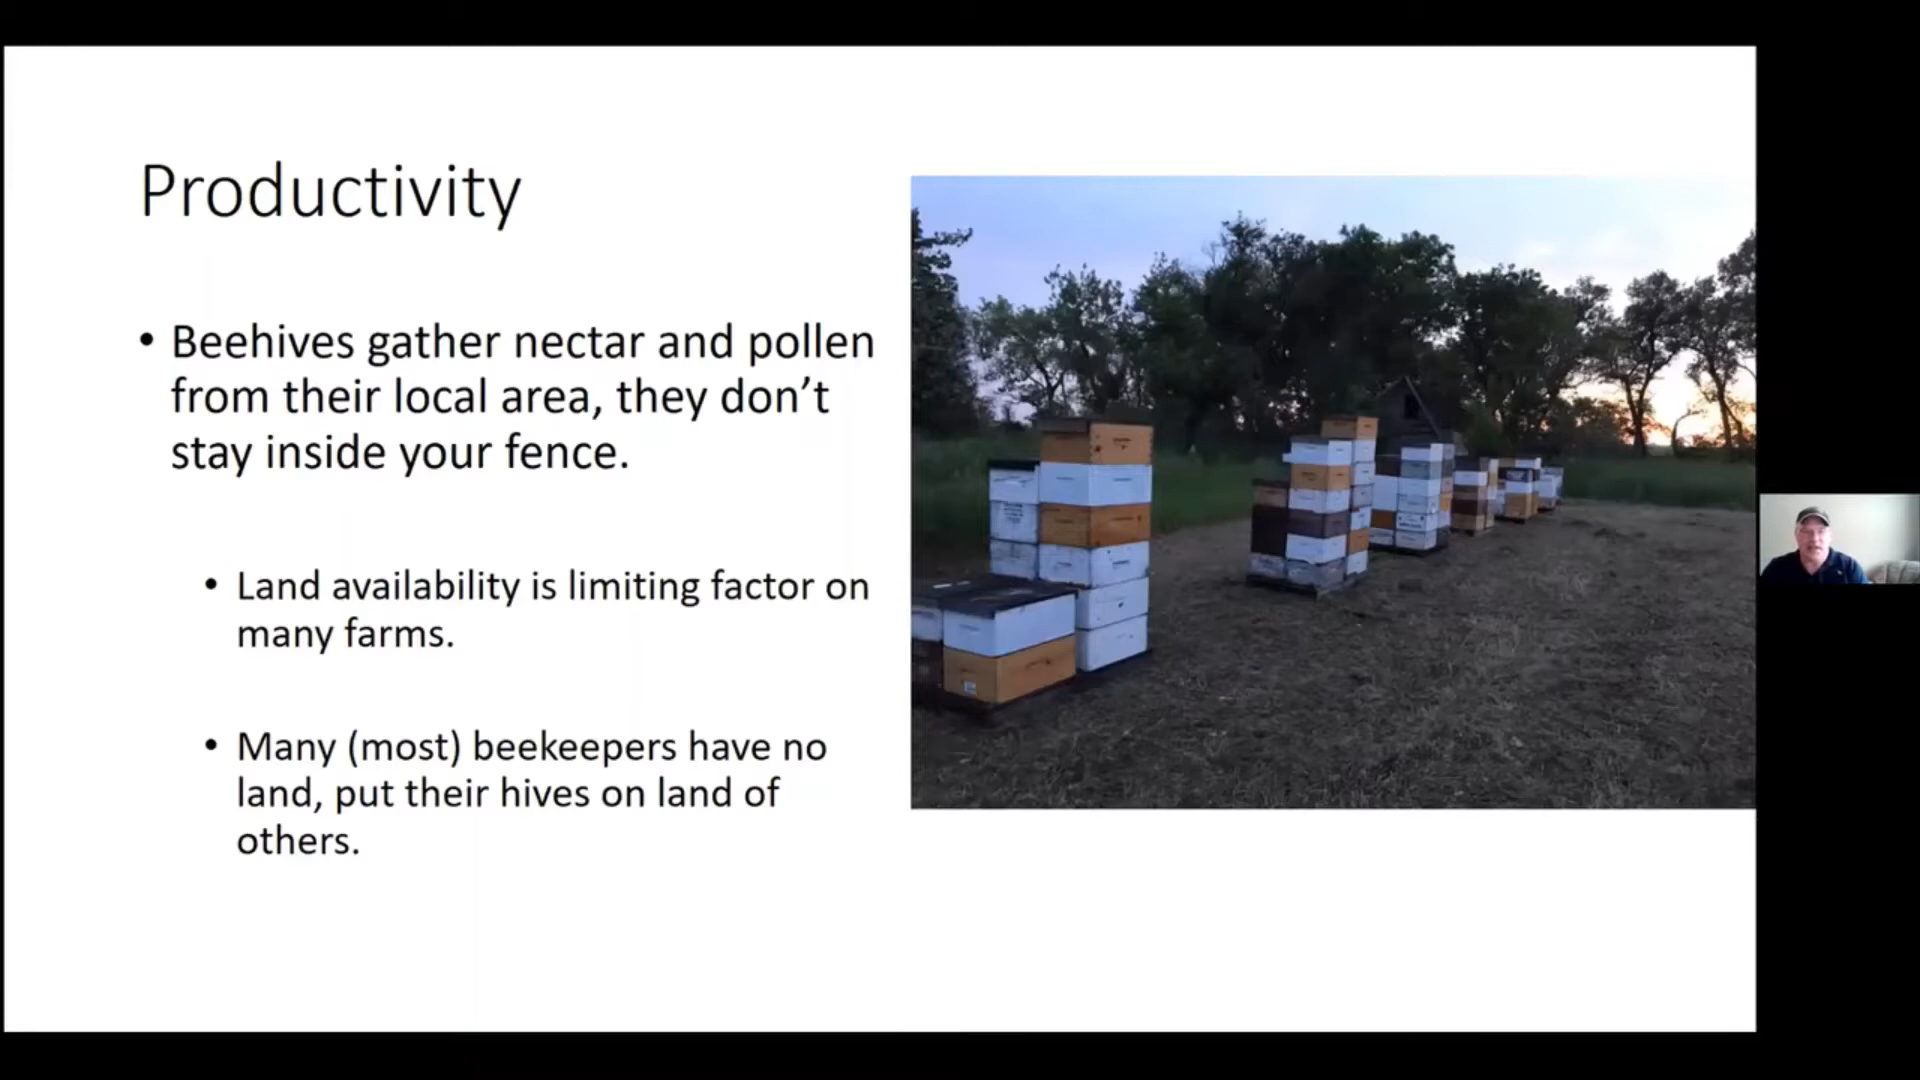 Productivity
• Beehives gather nectar and pollen
from their local area, they don’t
stay inside your fence.
• Land availability is limiting factor on
many farms.
• Many (most) beekeepers have no
land, put their hives on land of
others.